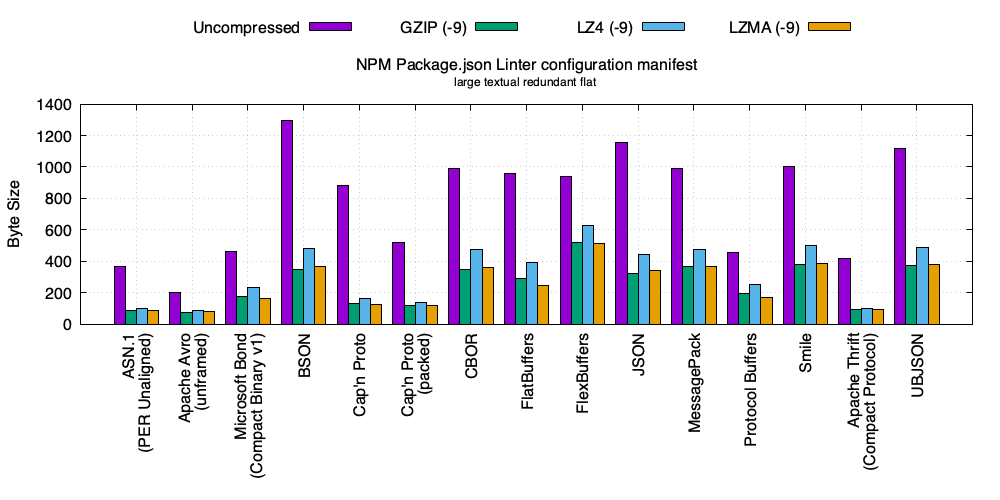 Uncompressed GZIP (-9) LZ4 (-9) LZMA (-9)
NPM Package.json Linter configuration manifest
large textual redundant flat
Byte Size
1400
1200
1000
800
600
400
200
0
ASN.1
(PER Unaligned)
Apache Avro
(unframed)
Microsoft Bond
(Compact Binary v1)
BSON
Cap'n Proto
Cap'n Proto
(packed)
CBOR
FlatBuffers
FlexBuffers
JSON
MessagePack
Protocol Buffers
Smile
Apache Thrift
(Compact Protocol)
UBJSON